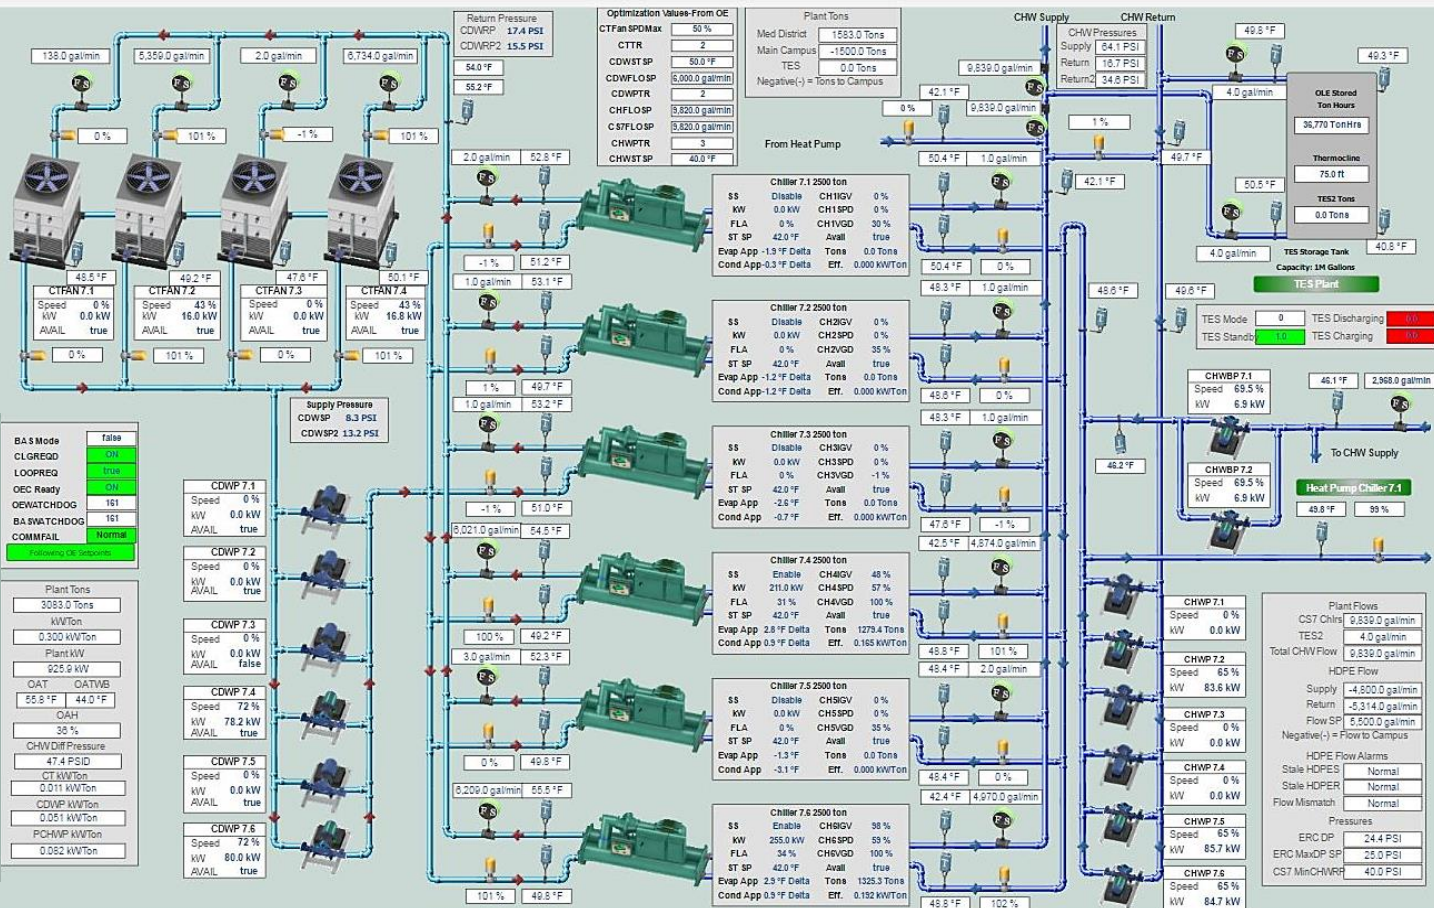 Return Pressure
CDWRP 17.4 PSI
CDWRP2 15.5 PSI
54.0 °F
55.2 °F
138.0 gal/min
5,359.0 gal/min
2.0 gal/min
6,734.0 gal/min
0 %
101 %
-1 %
101 %
48.5 °F
49.2 °F
47.6 °F
50.1 °F
CTFAN 7.1
Speed 0 %
kW 0.0 kW
AVAIL true
CTFAN 7.2
Speed 43 %
kW 16.0 kW
AVAIL true
CTFAN 7.3
Speed 0 %
kW 0.0 kW
AVAIL true
CTFAN 7.4
Speed 43 %
kW 16.8 kW
AVAIL true
0 %
101 %
0 %
101 %
Supply Pressure
CDWSP 8.3 PSI
CDWSP2 13.2 PSI
BAS Mode false
CLGREQD ON
LOOPREQ true
OEC Ready ON
OEWATCHDOG 161
BASWATCHDOG 161
COMMFAIL Normal
Following OE Setpoints
Plant Tons
3083.0 Tons
kW/Ton
0.300 kW/Ton
Plant kW
925.9 kW
OAT OATWB
55.8 °F 44.0 °F
OAH
36 %
CHW Diff Pressure
47.4 PSID
CT kW/Ton
0.011 kW/Ton
CDWP kW/Ton
0.051 kW/Ton
PCHWP kW/Ton
0.082 kW/Ton
CDWP 7.1
Speed 0 %
kW 0.0 kW
AVAIL true
CDWP 7.2
Speed 0 %
kW 0.0 kW
AVAIL true
CDWP 7.3
Speed 0 %
kW 0.0 kW
AVAIL false
CDWP 7.4
Speed 72 %
kW 78.2 kW
AVAIL true
CDWP 7.5
Speed 0 %
kW 0.0 kW
AVAIL true
CDWP 7.6
Speed 72 %
kW 80.0 kW
AVAIL true
Optimization Values-From OE
CTFanSPDMax 50 %
CTTR 2
CDWSTSP 50.0 °F
CDWFLOSP 6,000.0 gal/min
CDWPTR 2
CHFLOSP 9,820.0 gal/min
CS7FLOSP 9,820.0 gal/min
CHWPTR 3
CHWSTSP 40.0 °F
Plant Tons
Med District 1583.0 Tons
Main Campus -1500.0 Tons
TES 0.0 Tons
Negative(-) = Tons to Campus
From Heat Pump
0 %
42.1 °F
CHW Supply
CHW Return
CHW Pressures
Supply 64.1 PSI
Return 16.7 PSI
Return2 34.6 PSI
9,839.0 gal/min
9,839.0 gal/min
1 %
42.1 °F
49.7 °F
49.8 °F
4.0 gal/min
49.3 °F
50.5 °F
4.0 gal/min
40.8 °F
OLE Stored
Ton Hours
36,770 TonHrs
Thermocline
75.0 ft
TES2 Tons
0.0 Tons
TES Storage Tank
Capacity: 1M Gallons
TES Plant
TES Mode 0
TES Discharging 0.0
TES Standby 1.0
TES Charging 0.0
2.0 gal/min 52.8 °F
-1 % 51.2 °F
50.4 °F 1.0 gal/min
50.4 °F 0 %
Chiller 7.1 2500 ton
SS Disable CH1IGV 0 %
kW 0.0 kW CH1SPD 0 %
FLA 0 % CH1VGD 30 %
ST SP 42.0 °F Avail true
Evap App -1.9 °F Delta Tons 0.0 Tons
Cond App -0.3 °F Delta Eff. 0.000 kW/Ton
1.0 gal/min 53.1 °F
1 % 49.7 °F
48.3 °F 1.0 gal/min
48.6 °F 0 %
Chiller 7.2 2500 ton
SS Disable CH2IGV 0 %
kW 0.0 kW CH2SPD 0 %
FLA 0 % CH2VGD 35 %
ST SP 42.0 °F Avail true
Evap App -1.2 °F Delta Tons 0.0 Tons
Cond App -1.2 °F Delta Eff. 0.000 kW/Ton
1.0 gal/min 53.2 °F
-1 % 51.0 °F
48.3 °F 1.0 gal/min
47.6 °F -1 %
Chiller 7.3 2500 ton
SS Disable CH3IGV 0 %
kW 0.0 kW CH3SPD 0 %
FLA 0 % CH3VGD -1 %
ST SP 42.0 °F Avail true
Evap App -2.6 °F Tons 0.0 Tons
Cond App -0.7 °F Eff. 0.000 kW/Ton
6,021.0 gal/min 54.5 °F
100 % 49.2 °F
42.5 °F 4,874.0 gal/min
48.8 °F 101 %
Chiller 7.4 2500 ton
SS Enable CH4IGV 48 %
kW 211.0 kW CH4SPD 57 %
FLA 31 % CH4VGD 100 %
ST SP 42.0 °F Avail true
Evap App 2.8 °F Delta Tons 1279.4 Tons
Cond App 0.9 °F Delta Eff. 0.165 kW/Ton
3.0 gal/min 52.3 °F
0 % 49.8 °F
48.4 °F 2.0 gal/min
48.4 °F 0 %
Chiller 7.5 2500 ton
SS Disable CH5IGV 0 %
kW 0.0 kW CH5SPD 0 %
FLA 0 % CH5VGD 35 %
ST SP 42.0 °F Avail true
Evap App -1.3 °F Tons 0.0 Tons
Cond App -3.1 °F Eff. 0.000 kW/Ton
6,209.0 gal/min 55.5 °F
101 % 49.8 °F
42.4 °F 4,970.0 gal/min
48.8 °F 102 %
Chiller 7.6 2500 ton
SS Enable CH6IGV 98 %
kW 255.0 kW CH6SPD 59 %
FLA 34 % CH6VGD 100 %
ST SP 42.0 °F Avail true
Evap App 2.9 °F Delta Tons 1325.3 Tons
Cond App 0.9 °F Delta Eff. 0.192 kW/Ton
48.6 °F
49.6 °F
46.2 °F
CHWBP 7.1
Speed 69.5 %
kW 6.9 kW
CHWBP 7.2
Speed 69.5 %
kW 6.9 kW
46.1 °F 2,968.0 gal/min
To CHW Supply
Heat Pump Chiller 7.1
49.8 °F 99 %
CHWP 7.1
Speed 0 %
kW 0.0 kW
CHWP 7.2
Speed 65 %
kW 83.6 kW
CHWP 7.3
Speed 0 %
kW 0.0 kW
CHWP 7.4
Speed 0 %
kW 0.0 kW
CHWP 7.5
Speed 65 %
kW 85.7 kW
CHWP 7.6
Speed 65 %
kW 84.7 kW
Plant Flows
CS7 Chlrs 9,839.0 gal/min
TES2 4.0 gal/min
Total CHW Flow 9,839.0 gal/min
HDPE Flow
Supply -4,800.0 gal/min
Return -5,314.0 gal/min
Flow SP 5,500.0 gal/min
Negative(-) = Flow to Campus
HDPE Flow Alarms
Stale HDPES Normal
Stale HDPER Normal
Flow Mismatch Normal
Pressures
ERC DP 24.4 PSI
ERC MaxDP SP 25.0 PSI
CS7 MinCHWRP 40.0 PSI